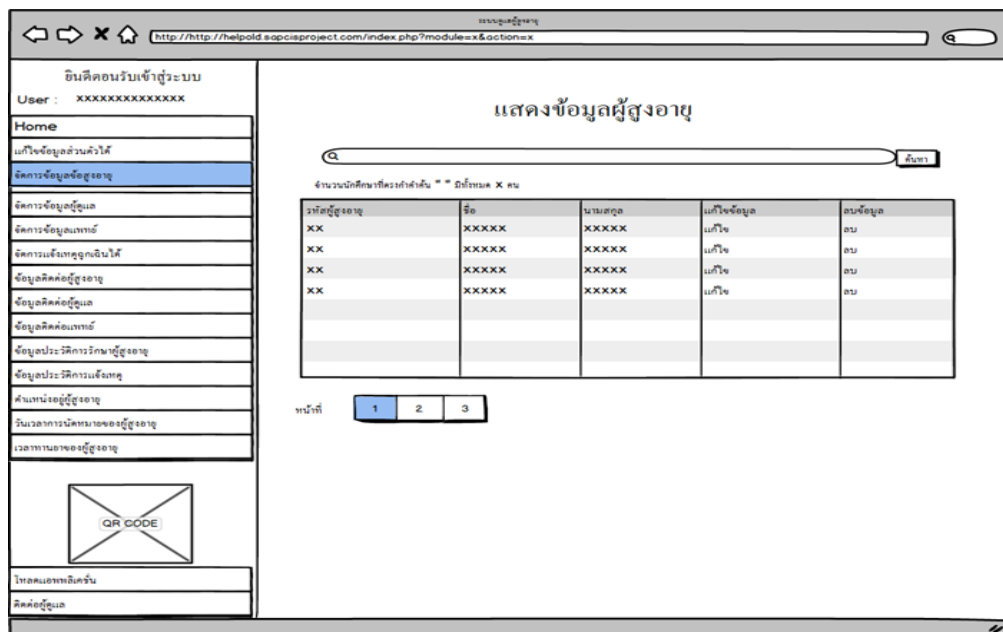 ระบบดูแลผู้สูงอายุ
http://http://helpold.sapcisproject.com/index.php?module=x&action=x
ยินดีตอนรับเข้าสู่ระบบ
User : xxxxxxxxxxxxxx
Home
แก้ไขข้อมูลส่วนตัวได้
จัดการข้อมูลข้อสูงอายุ
จัดการข้อมูลผู้ดูแล
จัดการข้อมูลแพทย์
จัดการแจ้งเหตุฉุกเฉินได้
ข้อมูลติดต่อผู้สูงอายุ
ข้อมูลติดต่อผู้ดูแล
ข้อมูลติดต่อแพทย์
ข้อมูลประวัติการรักษาผู้สูงอายุ
ข้อมูลประวัติการแจ้งเหตุ
ตำแหน่งอยู่ผู้สูงอายุ
วันเวลาการนัดหมายของผู้สูงอายุ
เวลาทานยาของผู้สูงอายุ
QR CODE
โหลดแอพพลิเคชั่น
ติดต่อผู้ดูแล
แสดงข้อมูลผู้สูงอายุ
ค้นหา
จำนวนนักศึกษาที่ตรงกำคำค้น " " มีทั้งหมด X คน
รหัสผู้สูงอายุ ชื่อ นามสกุล แก้ไขข้อมูล ลบข้อมูล
XX XXXXX XXXXX แก้ไข ลบ
XX XXXXX XXXXX แก้ไข ลบ
XX XXXXX XXXXX แก้ไข ลบ
XX XXXXX XXXXX แก้ไข ลบ
หน้าที่ 1 2 3